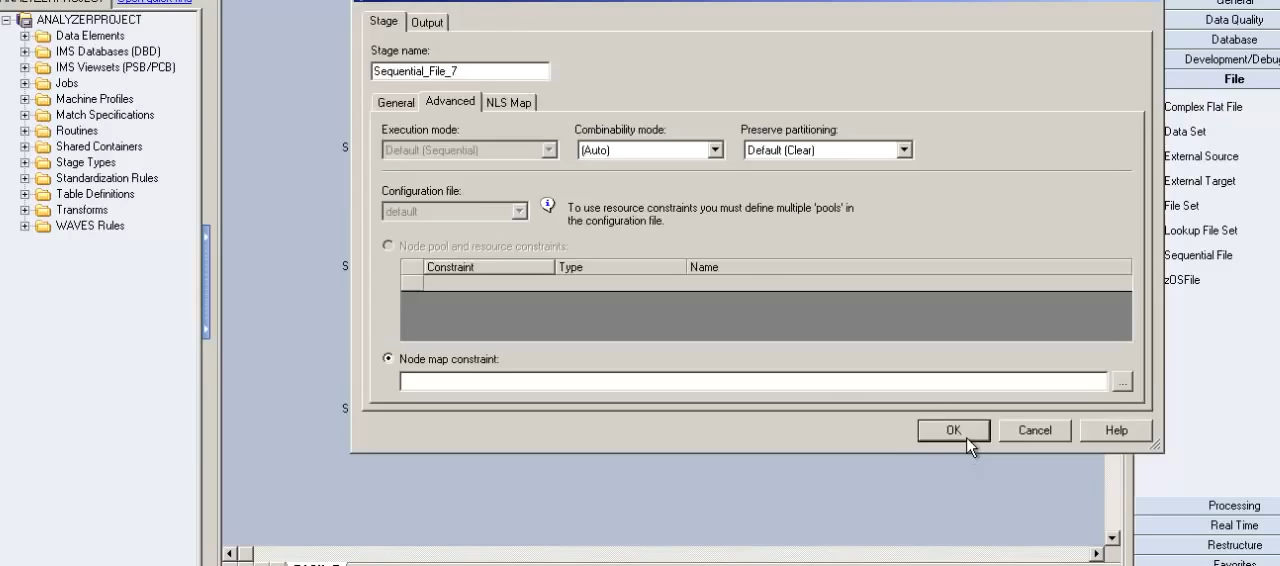 ANALYZERPROJECT
Open quick find
ANALYZERPROJECT
Data Elements
IMS Databases (DBD)
IMS Viewsets (PSB/PCB)
Jobs
Machine Profiles
Match Specifications
Routines
Shared Containers
Stage Types
Standardization Rules
Table Definitions
Transforms
WAVES Rules
S
S
S
Stage
Output
Stage name:
Sequential_File_7
General
Advanced
NLS Map
Execution mode:
Combinability mode:
Preserve partitioning:
Default (Sequential)
(Auto)
Default (Clear)
Configuration file:
default
To use resource constraints you must define multiple 'pools' in
the configuration file.
Node pool and resource constraints:
Constraint
Type
Name
Node map constraint:
...
OK
Cancel
Help
General
Data Quality
Database
Development/Debug
File
Complex Flat File
Data Set
External Source
External Target
File Set
Lookup File Set
Sequential File
zOSFile
Processing
Real Time
Restructure
Favorites